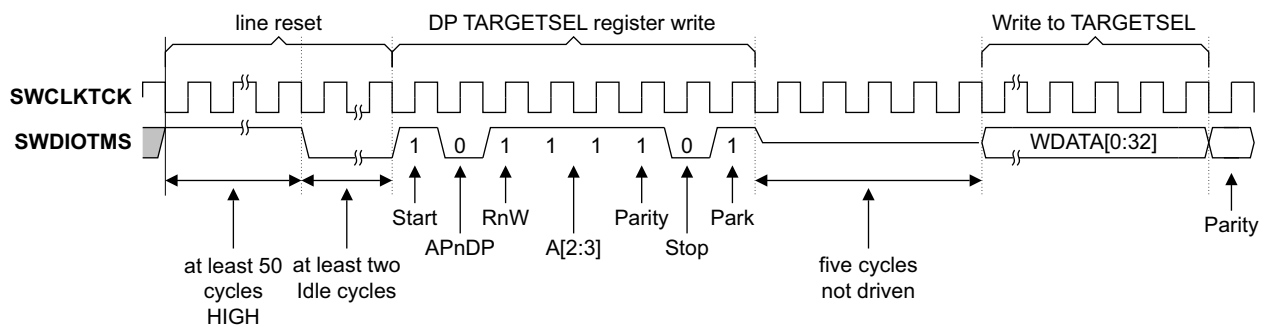 line reset
DP TARGETSEL register write
Write to TARGETSEL
SWCLKTCK
SWDIOTMS
1 0 1 1 1 1 0 1
WDATA[0:32]
Start
RnW
Parity
Park
APnDP
A[2:3]
Stop
Parity
at least 50
cycles
HIGH
at least two
Idle cycles
five cycles
not driven